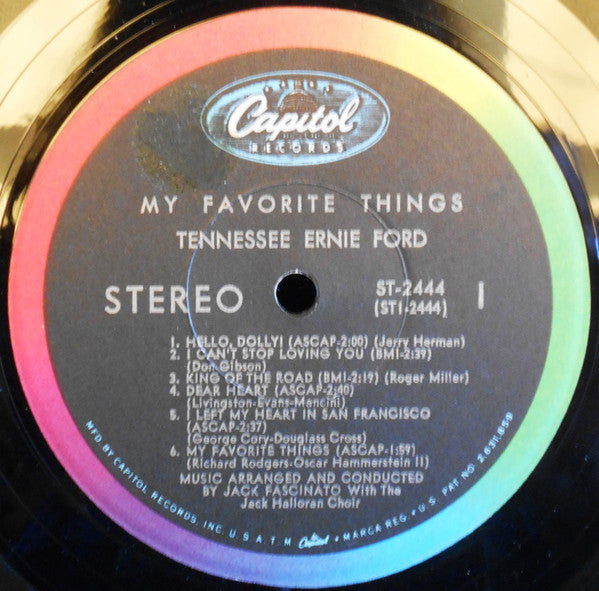 Capitol
RECORDS
MY FAVORITE THINGS
TENNESSEE ERNIE FORD
STEREO
ST-2444
(ST1-2444)
1
1. HELLO, DOLLY! (ASCAP-2:00) (Jerry Herman)
2. I CAN'T STOP LOVING YOU (BMI-2:39)
(Don Gibson)
3. KING OF THE ROAD (BMI-2:19) (Roger Miller)
4. DEAR HEART (ASCAP-2:40)
(Livingston-Evans-Mancini)
5. I LEFT MY HEART IN SAN FRANCISCO
(ASCAP-2:37)
(George Cory-Douglass Cross)
6. MY FAVORITE THINGS (ASCAP-1:59)
(Richard Rodgers-Oscar Hammerstein II)
MUSIC ARRANGED AND CONDUCTED
BY JACK FASCINATO With The
Jack Halloran Choir
MFD BY CAPITOL RECORDS, INC. U.S.A. T.M. Capitol MARCA REG. U.S. PAT. NO. 2,631,859